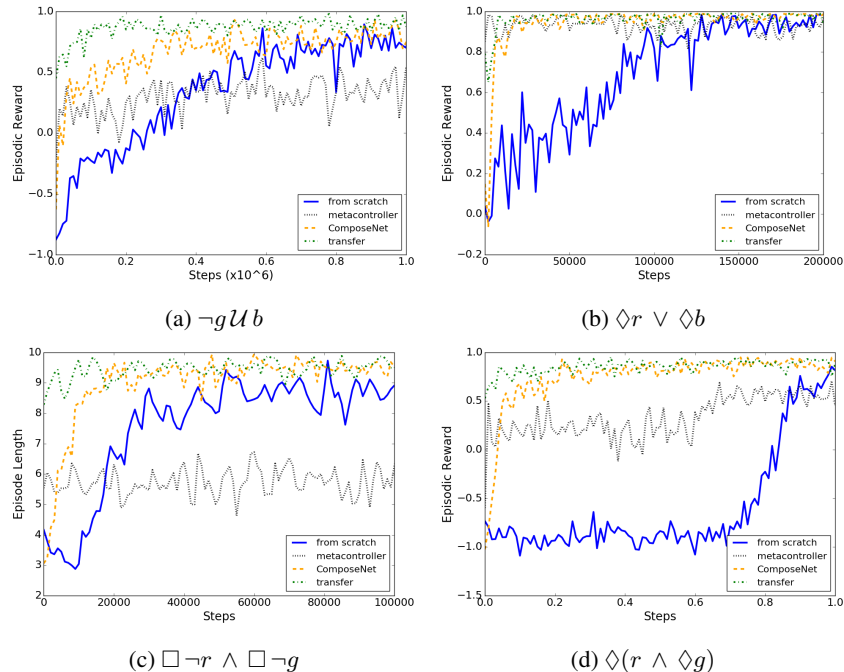 1.0
0.5
0.0
−0.5
−1.0
0.0 0.2 0.4 0.6 0.8 1.0
Episodic Reward
Steps (x10^6)
from scratch
metacontroller
ComposeNet
transfer
(a) ¬g 𝒰 b
1.0
0.8
0.6
0.4
0.2
0.0
−0.2
0 50000 100000 150000 200000
Episodic Reward
Steps
from scratch
metacontroller
ComposeNet
transfer
(b) ◊r ∨ ◊b
10
9
8
7
6
5
4
3
2
0 20000 40000 60000 80000 100000
Episode Length
Steps
from scratch
metacontroller
ComposeNet
transfer
(c) □ ¬r ∧ □ ¬g
1.0
0.5
0.0
−0.5
−1.0
−1.5
0.0 0.2 0.4 0.6 0.8 1.0
Episodic Reward
Steps
from scratch
metacontroller
ComposeNet
transfer
(d) ◊(r ∧ ◊g)